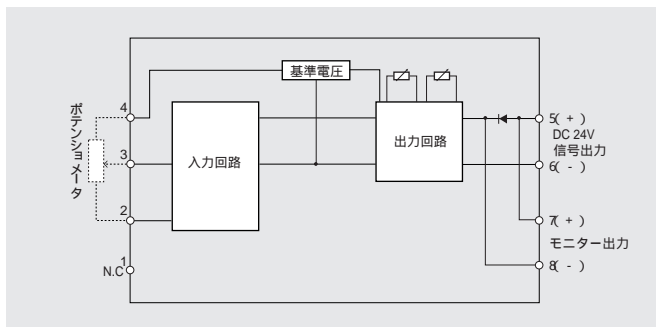 基準電圧
ポテンショメータ
4
3
2
1
N.C
入力回路
出力回路
5( + )
DC 24V
信号出力
6( - )
7( + )
モニター出力
8( - )